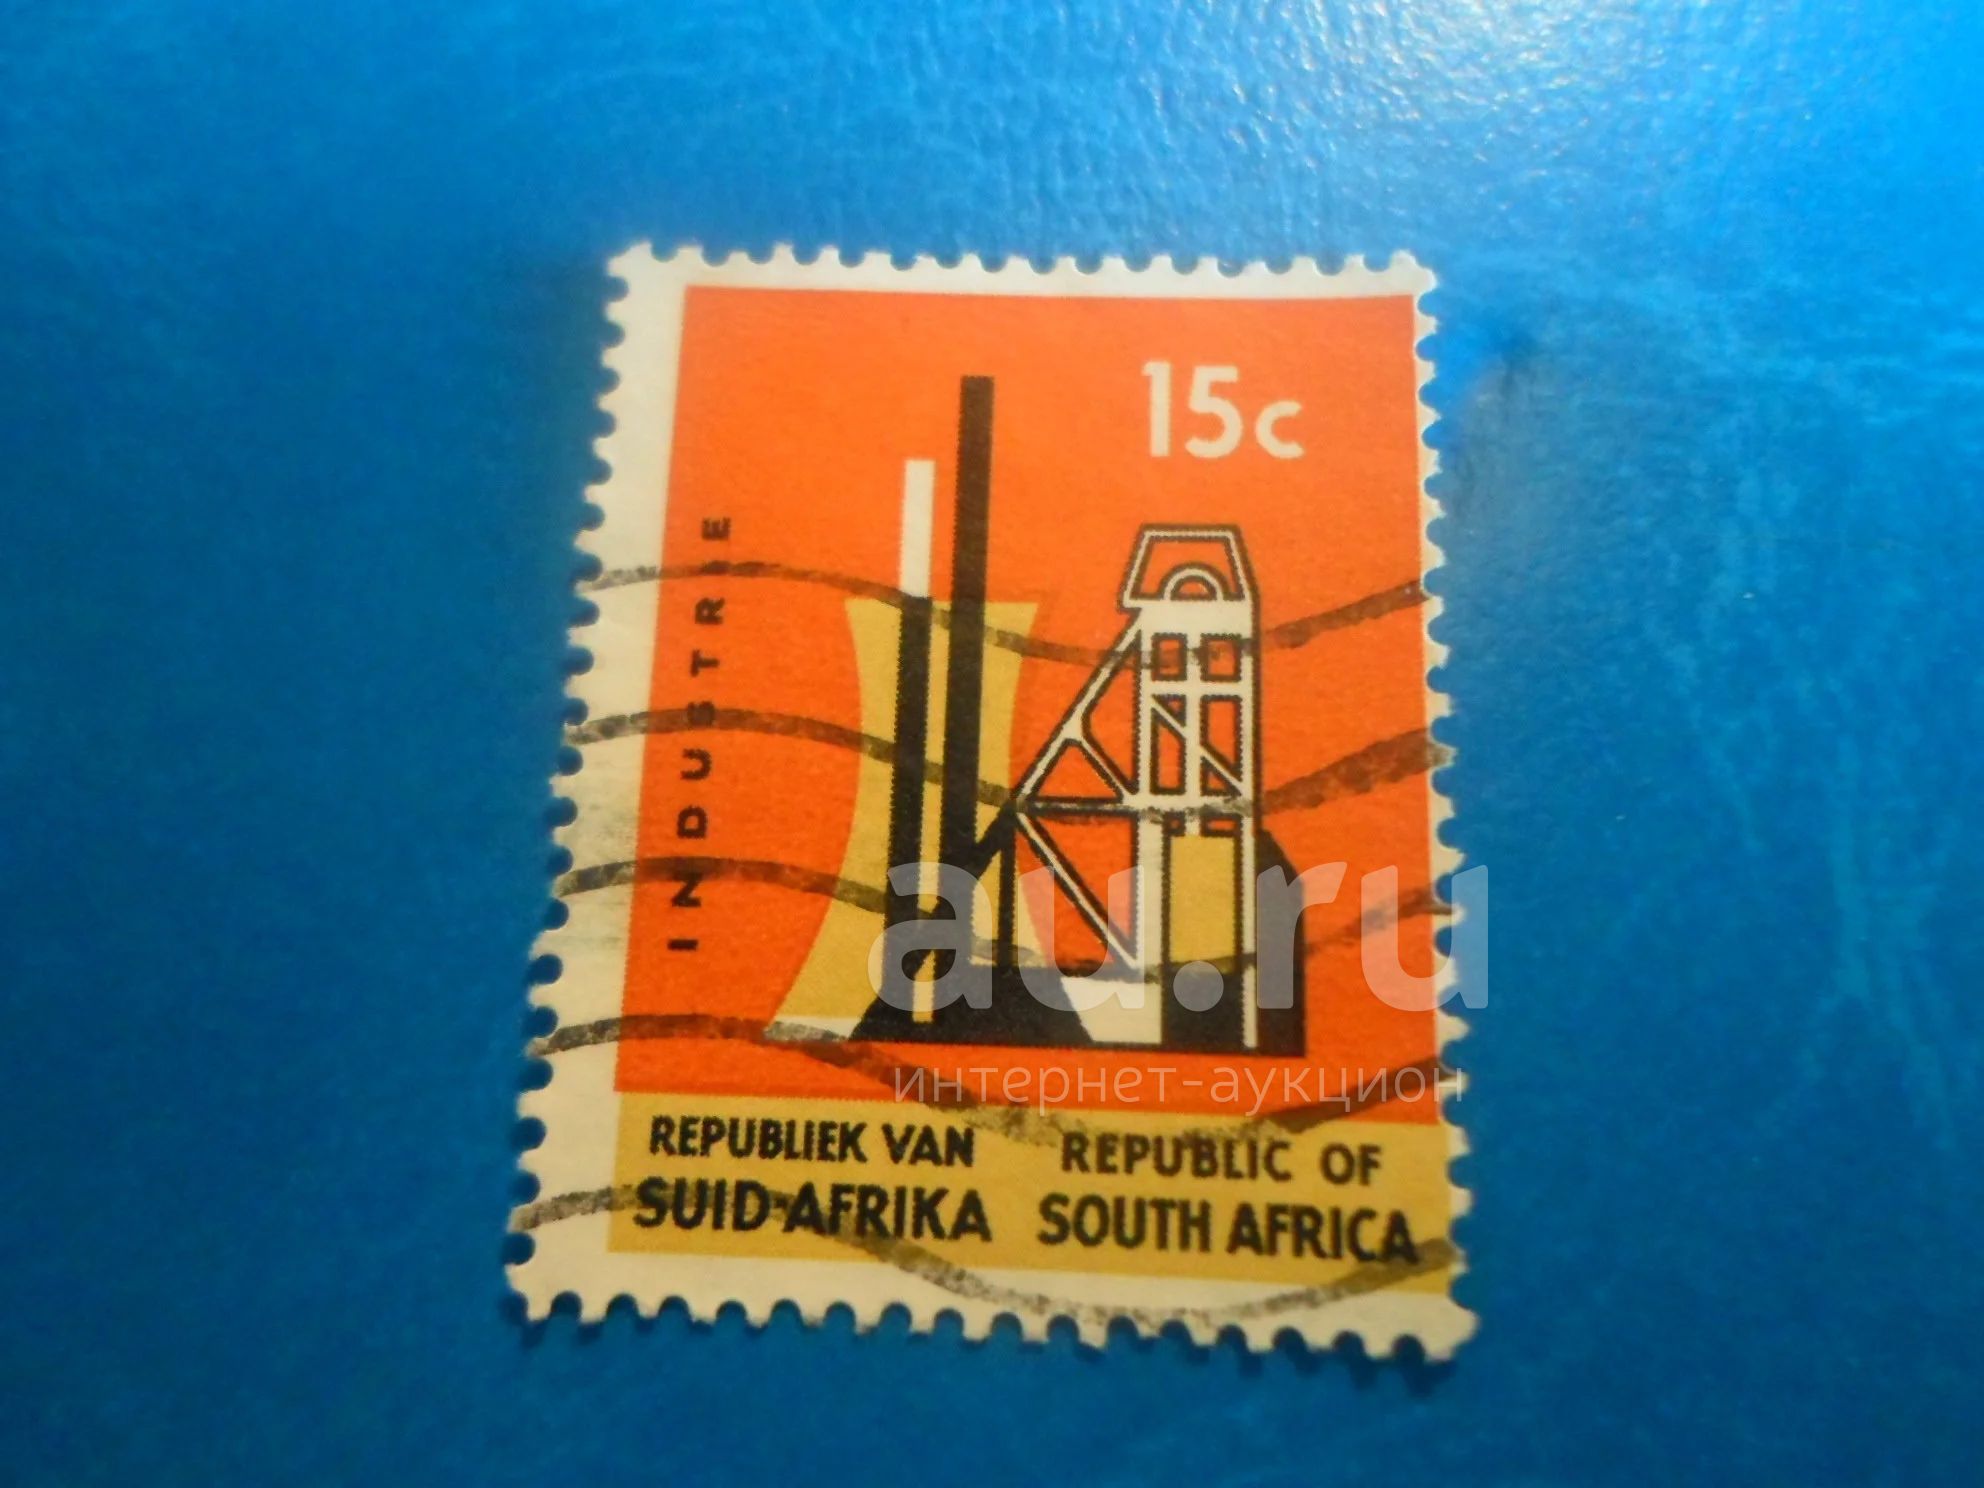 15c
INDUSTRIE
au.ru
интернет-аукцион
REPUBLIEK VAN
SUID-AFRIKA
REPUBLIC OF
SOUTH AFRICA